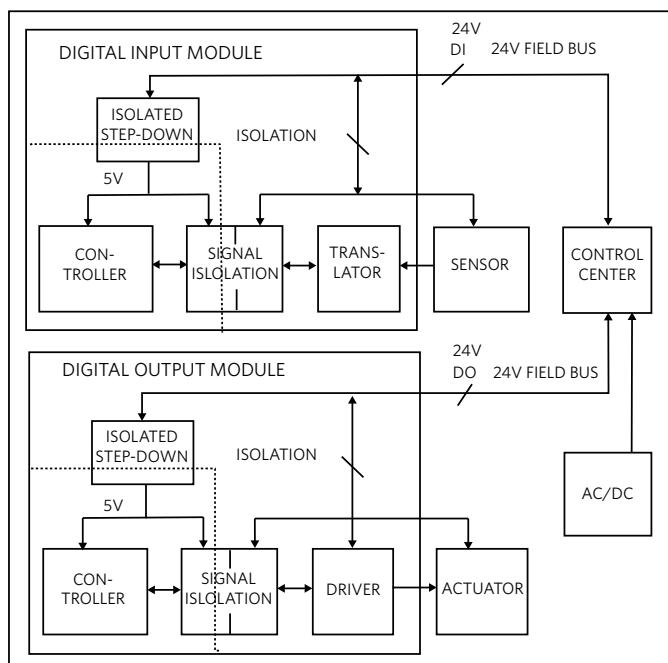 24V
DIGITAL INPUT MODULE
DI 24V FIELD BUS
ISOLATED
STEP-DOWN
ISOLATION
5V
CON-
TROLLER
SIGNAL
ISLOLATION
TRANS-
LATOR
SENSOR
CONTROL
CENTER
24V
DIGITAL OUTPUT MODULE
DO 24V FIELD BUS
ISOLATED
STEP-DOWN
ISOLATION
AC/DC
5V
CON-
TROLLER
SIGNAL
ISLOLATION
DRIVER
ACTUATOR